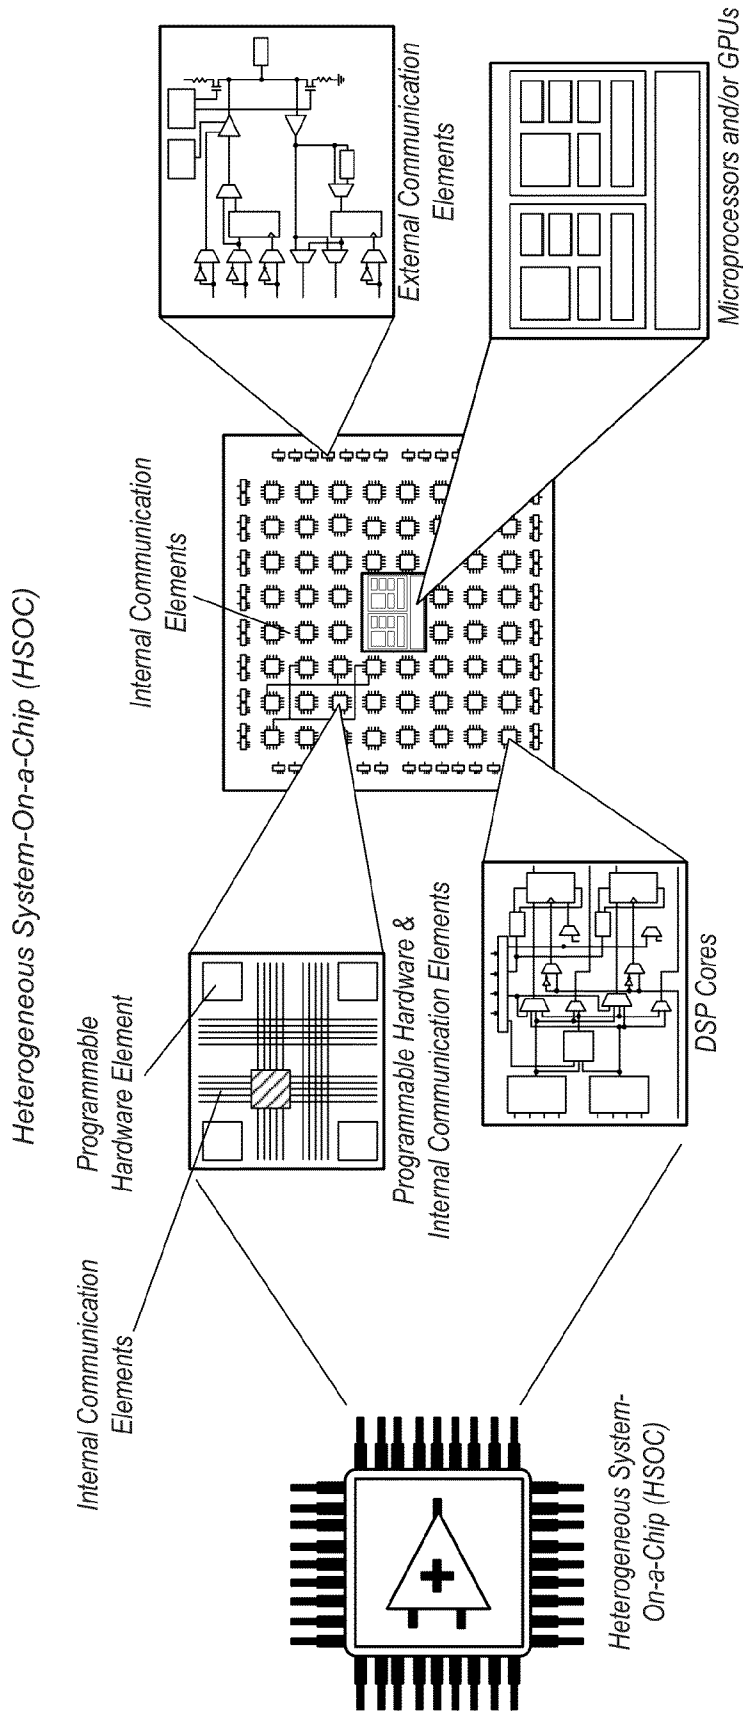 Heterogeneous System-On-a-Chip (HSOC)
Internal Communication
Elements
Programmable
Hardware Element
Internal Communication
Elements
External Communication
Elements
Programmable Hardware &
Internal Communication Elements
Microprocessors and/or GPUs
DSP Cores
Heterogeneous System-
On-a-Chip (HSOC)